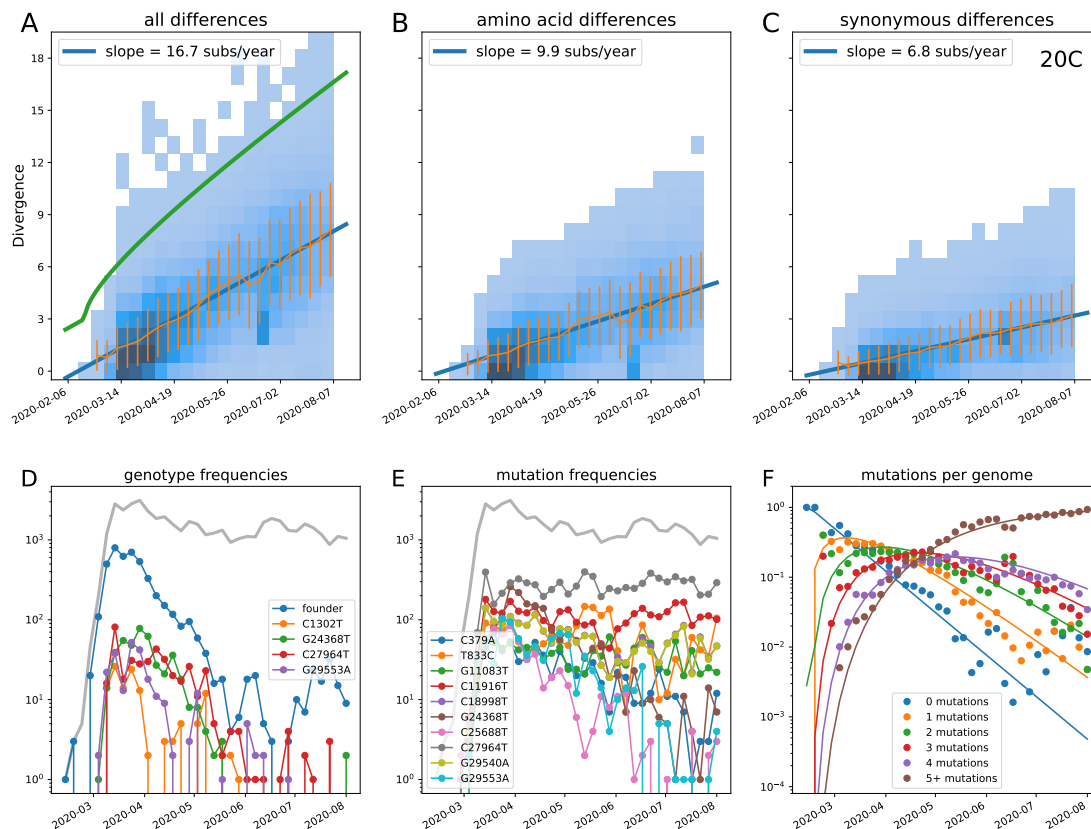 A
all differences
slope = 16.7 subs/year
Divergence
18
15
12
9
6
3
0
2020-02-06
2020-03-14
2020-04-19
2020-05-26
2020-07-02
2020-08-07
B
amino acid differences
slope = 9.9 subs/year
2020-02-06
2020-03-14
2020-04-19
2020-05-26
2020-07-02
2020-08-07
C
synonymous differences
slope = 6.8 subs/year
20C
2020-02-06
2020-03-14
2020-04-19
2020-05-26
2020-07-02
2020-08-07
D
genotype frequencies
10³
10²
10¹
10⁰
founder
C1302T
G24368T
C27964T
G29553A
2020-03
2020-04
2020-05
2020-06
2020-07
2020-08
E
mutation frequencies
10³
10²
10¹
10⁰
C379A
T833C
G11083T
C11916T
C18998T
G24368T
C25688T
C27964T
G29540A
G29553A
2020-03
2020-04
2020-05
2020-06
2020-07
2020-08
F
mutations per genome
10⁰
10⁻¹
10⁻²
10⁻³
10⁻⁴
0 mutations
1 mutations
2 mutations
3 mutations
4 mutations
5+ mutations
2020-03
2020-04
2020-05
2020-06
2020-07
2020-08